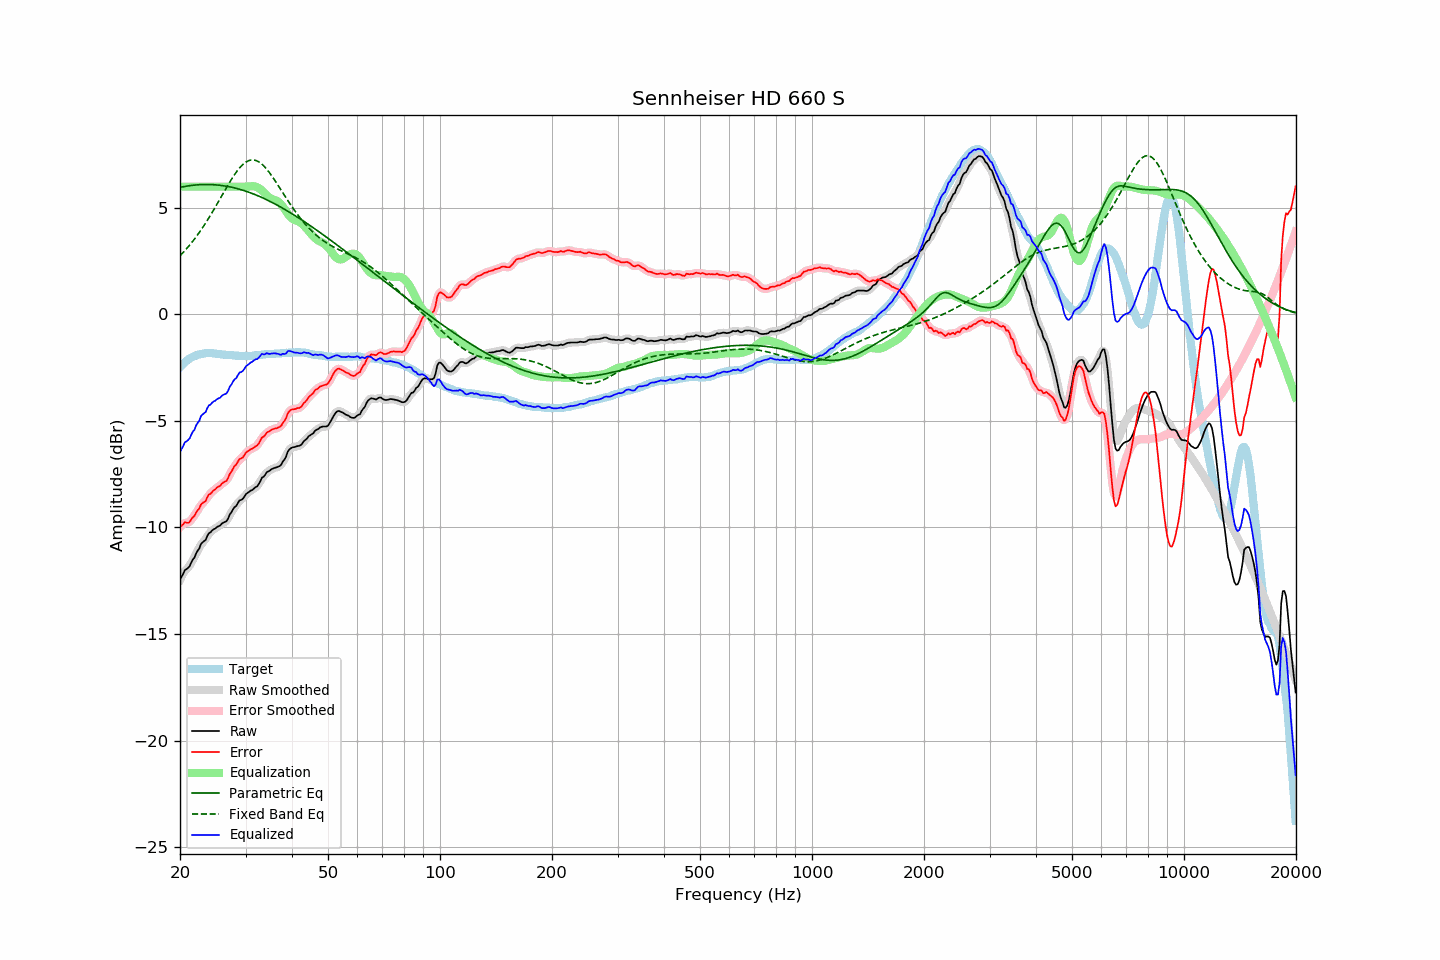 Sennheiser HD 660 S
Amplitude (dBr)
5
0
−5
−10
−15
−20
−25
Target
Raw Smoothed
Error Smoothed
Raw
Error
Equalization
Parametric Eq
Fixed Band Eq
Equalized
20 50 100 200 500 1000 2000 5000 10000 20000
Frequency (Hz)